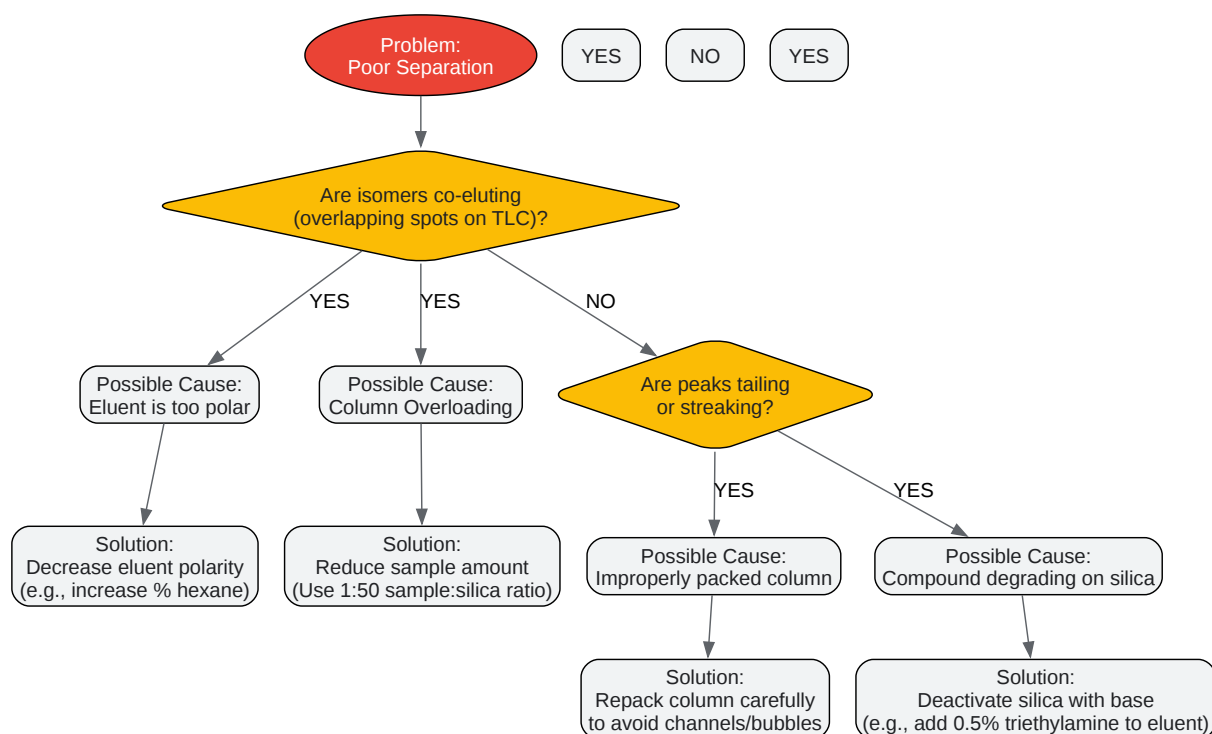 Problem:
Poor Separation
YES
NO
YES
Are isomers co-eluting
(overlapping spots on TLC)?
YES
YES
NO
Possible Cause:
Eluent is too polar
Possible Cause:
Column Overloading
Are peaks tailing
or streaking?
YES
YES
Solution:
Decrease eluent polarity
(e.g., increase % hexane)
Solution:
Reduce sample amount
(Use 1:50 sample:silica ratio)
Possible Cause:
Improperly packed column
Possible Cause:
Compound degrading on silica
Solution:
Repack column carefully
to avoid channels/bubbles
Solution:
Deactivate silica with base
(e.g., add 0.5% triethylamine to eluent)